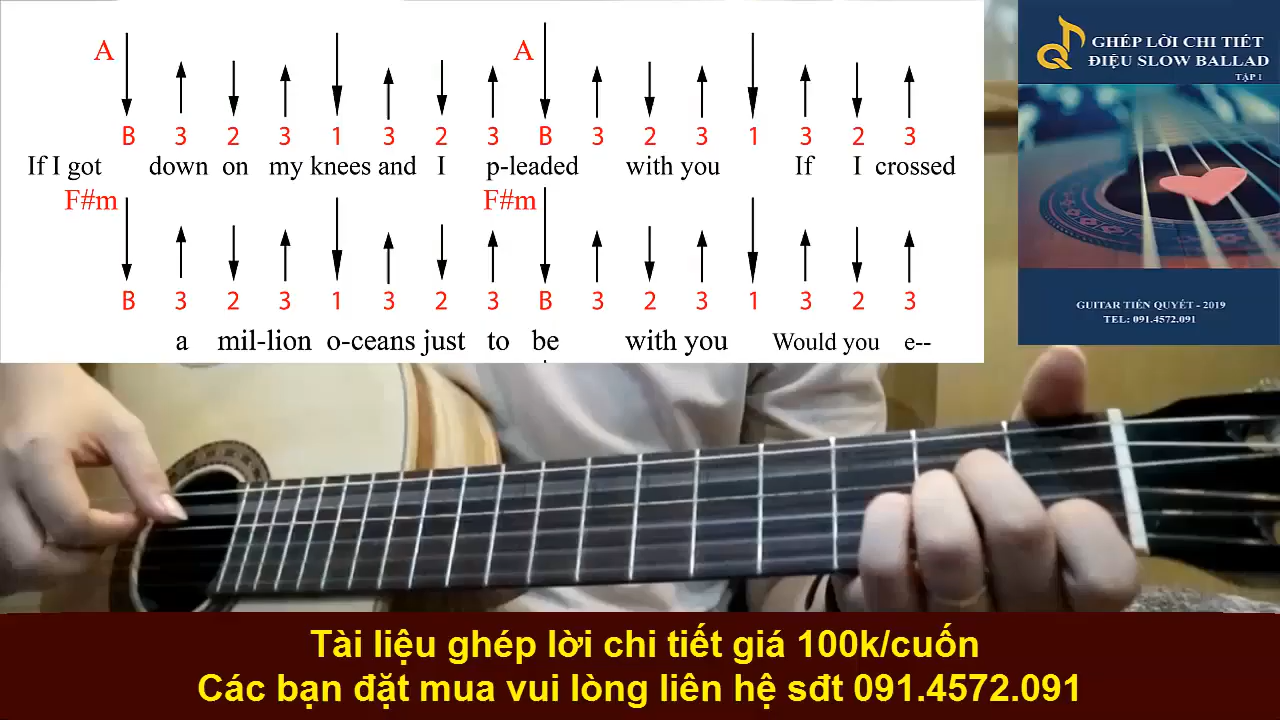 A A
B 3 2 3 1 3 2 3 B 3 2 3 1 3 2 3
If I got down on my knees and I p-leaded with you If I crossed
F#m F#m
B 3 2 3 1 3 2 3 B 3 2 3 1 3 2 3
a mil-lion o-ceans just to be with you Would you e--
GHÉP LỜI CHI TIẾT
ĐIỆU SLOW BALLAD
TẬP 1
GUITAR TIẾN QUYẾT - 2019
TEL: 091.4572.091
Tài liệu ghép lời chi tiết giá 100k/cuốn
Các bạn đặt mua vui lòng liên hệ sđt 091.4572.091